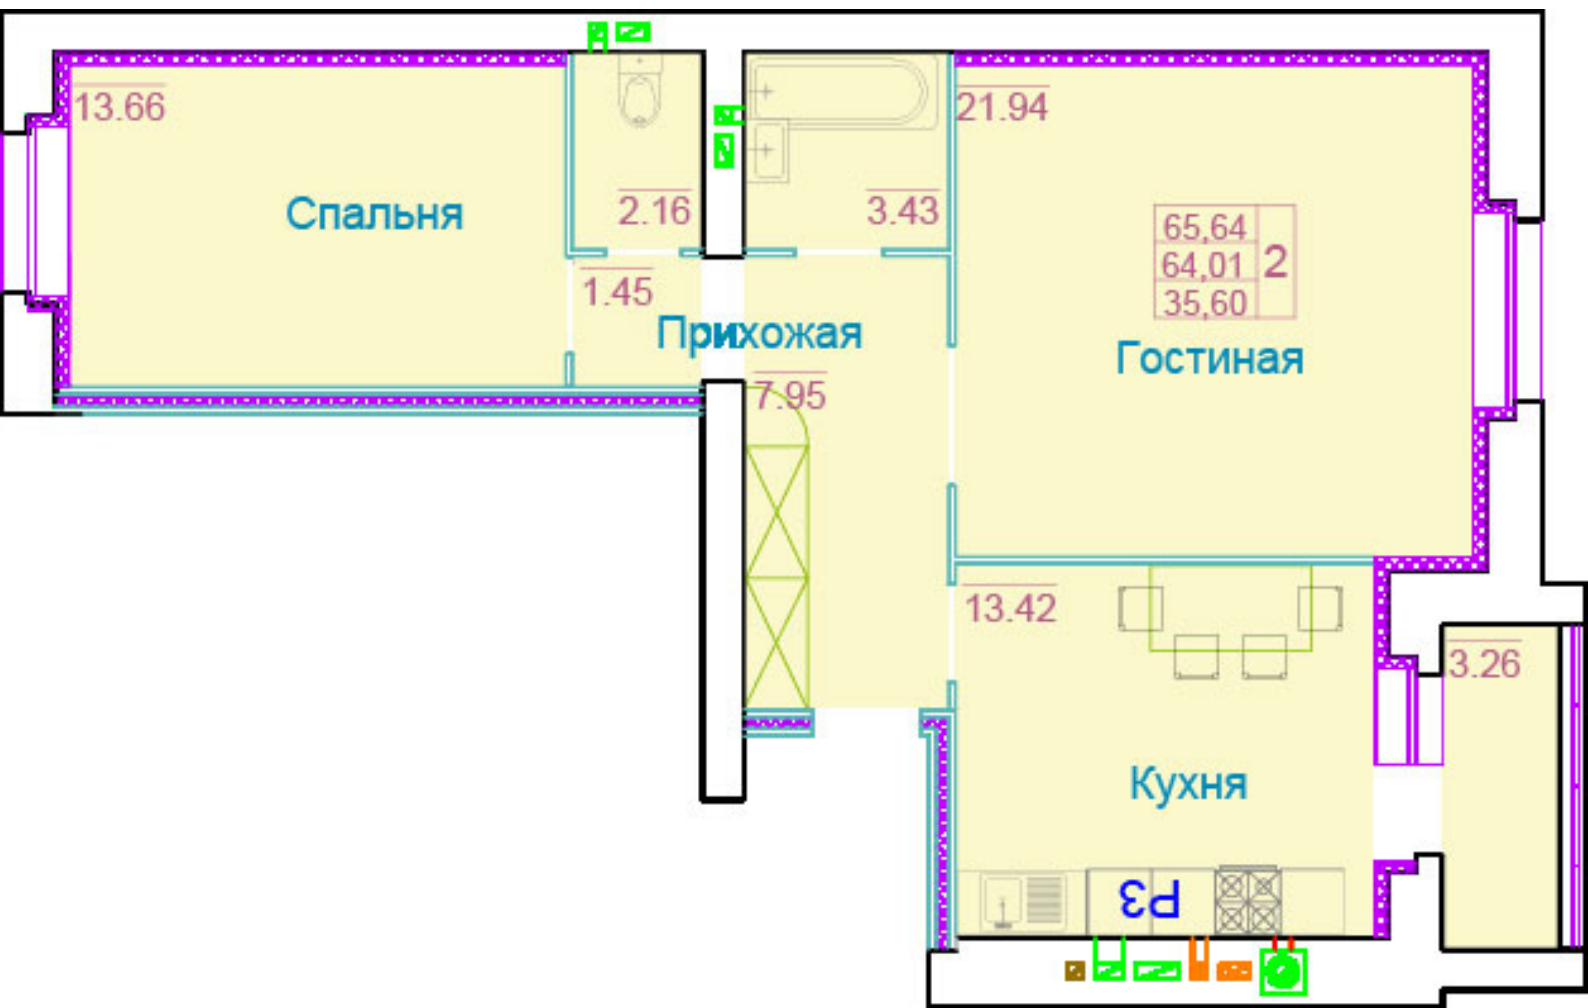 13.66
21.94
Спальня
2.16
3.43
65,64
64,01
35,60
2
1.45
Прихожая
Гостиная
7.95
13.42
3.26
Кухня
РЗ